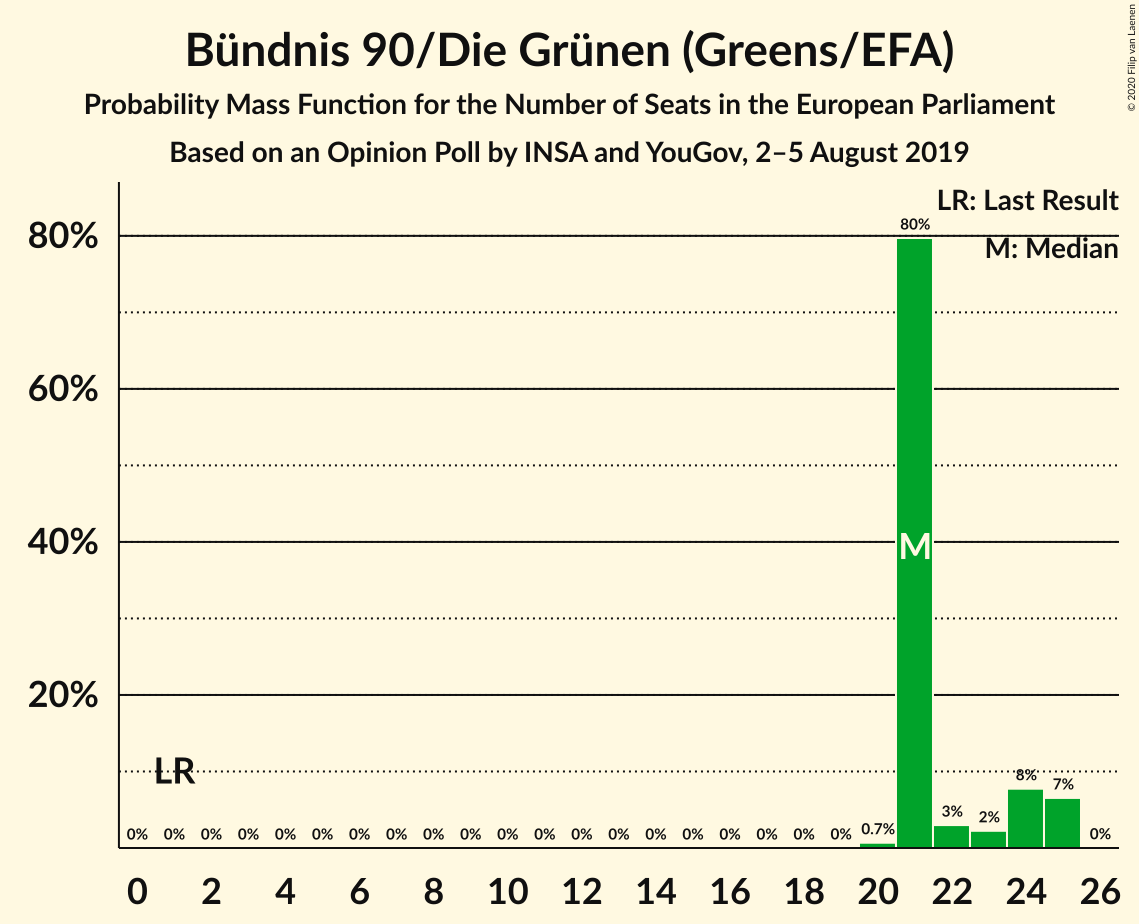 Bündnis 90/Die Grünen (Greens/EFA)
Probability Mass Function for the Number of Seats in the European Parliament
Based on an Opinion Poll by INSA and YouGov, 2–5 August 2019
© 2020 Filip van Laenen
LR: Last Result
M: Median
80%
60%
40%
20%
80%
M
LR
0% 0% 0% 0% 0% 0% 0% 0% 0% 0% 0% 0% 0% 0% 0% 0% 0% 0% 0% 0% 0.7% 3% 2% 8% 7% 0%
0 2 4 6 8 10 12 14 16 18 20 22 24 26